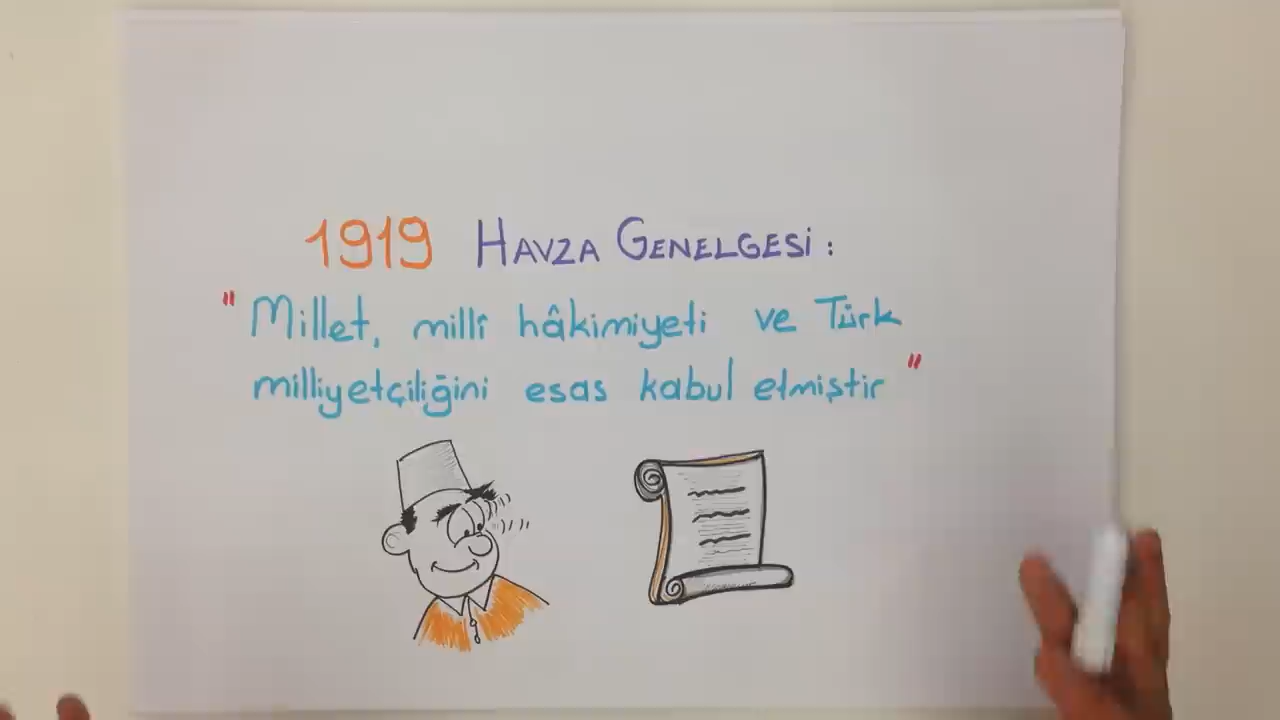 1919 HAVZA GENELGESİ :
"Millet, millî hâkimiyeti ve Türk
milliyetçiliğini esas kabul etmiştir"